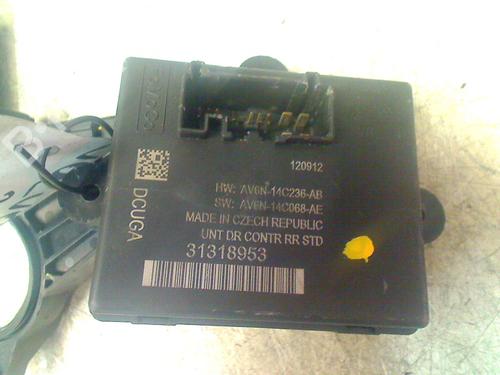 120912
HW: AV6N-14C236-AB
SW: AV6N-14C068-AE
MADE IN CZECH REPUBLIC
UNT DR CONTR RR STD
31318953
DCUGA